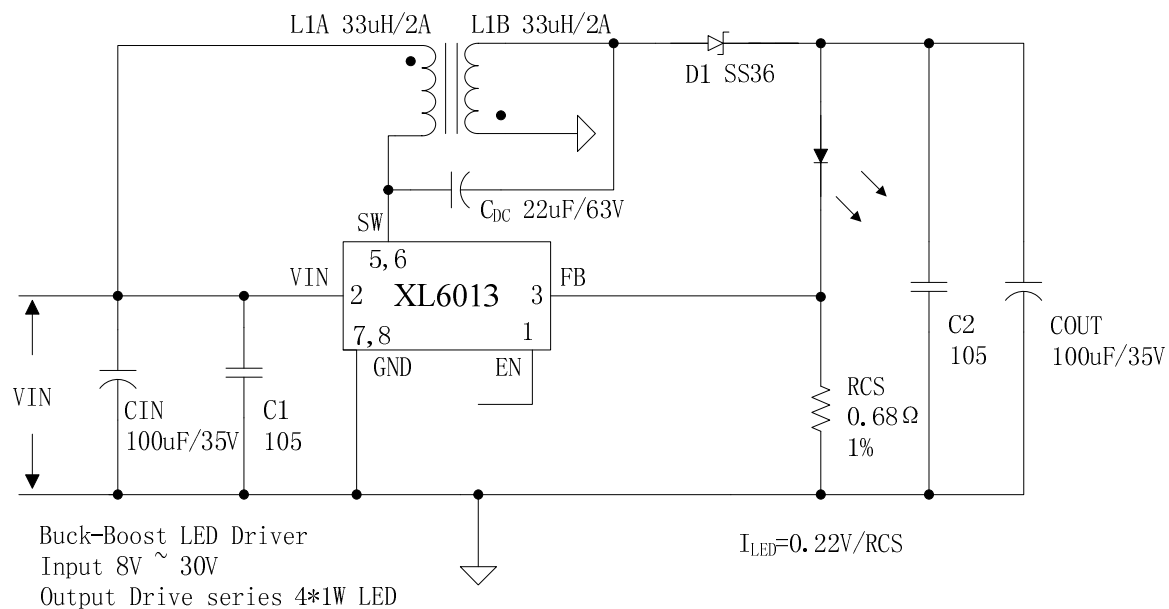 L1A 33uH/2A
L1B 33uH/2A
D1 SS36
C_DC 22uF/63V
SW
5,6
VIN
2
XL6013
3
FB
7,8
1
GND
EN
VIN
CIN
100uF/35V
C1
105
RCS
0.68Ω
1%
C2
105
COUT
100uF/35V
Buck-Boost LED Driver
Input 8V ~ 30V
Output Drive series 4*1W LED
I_LED=0.22V/RCS